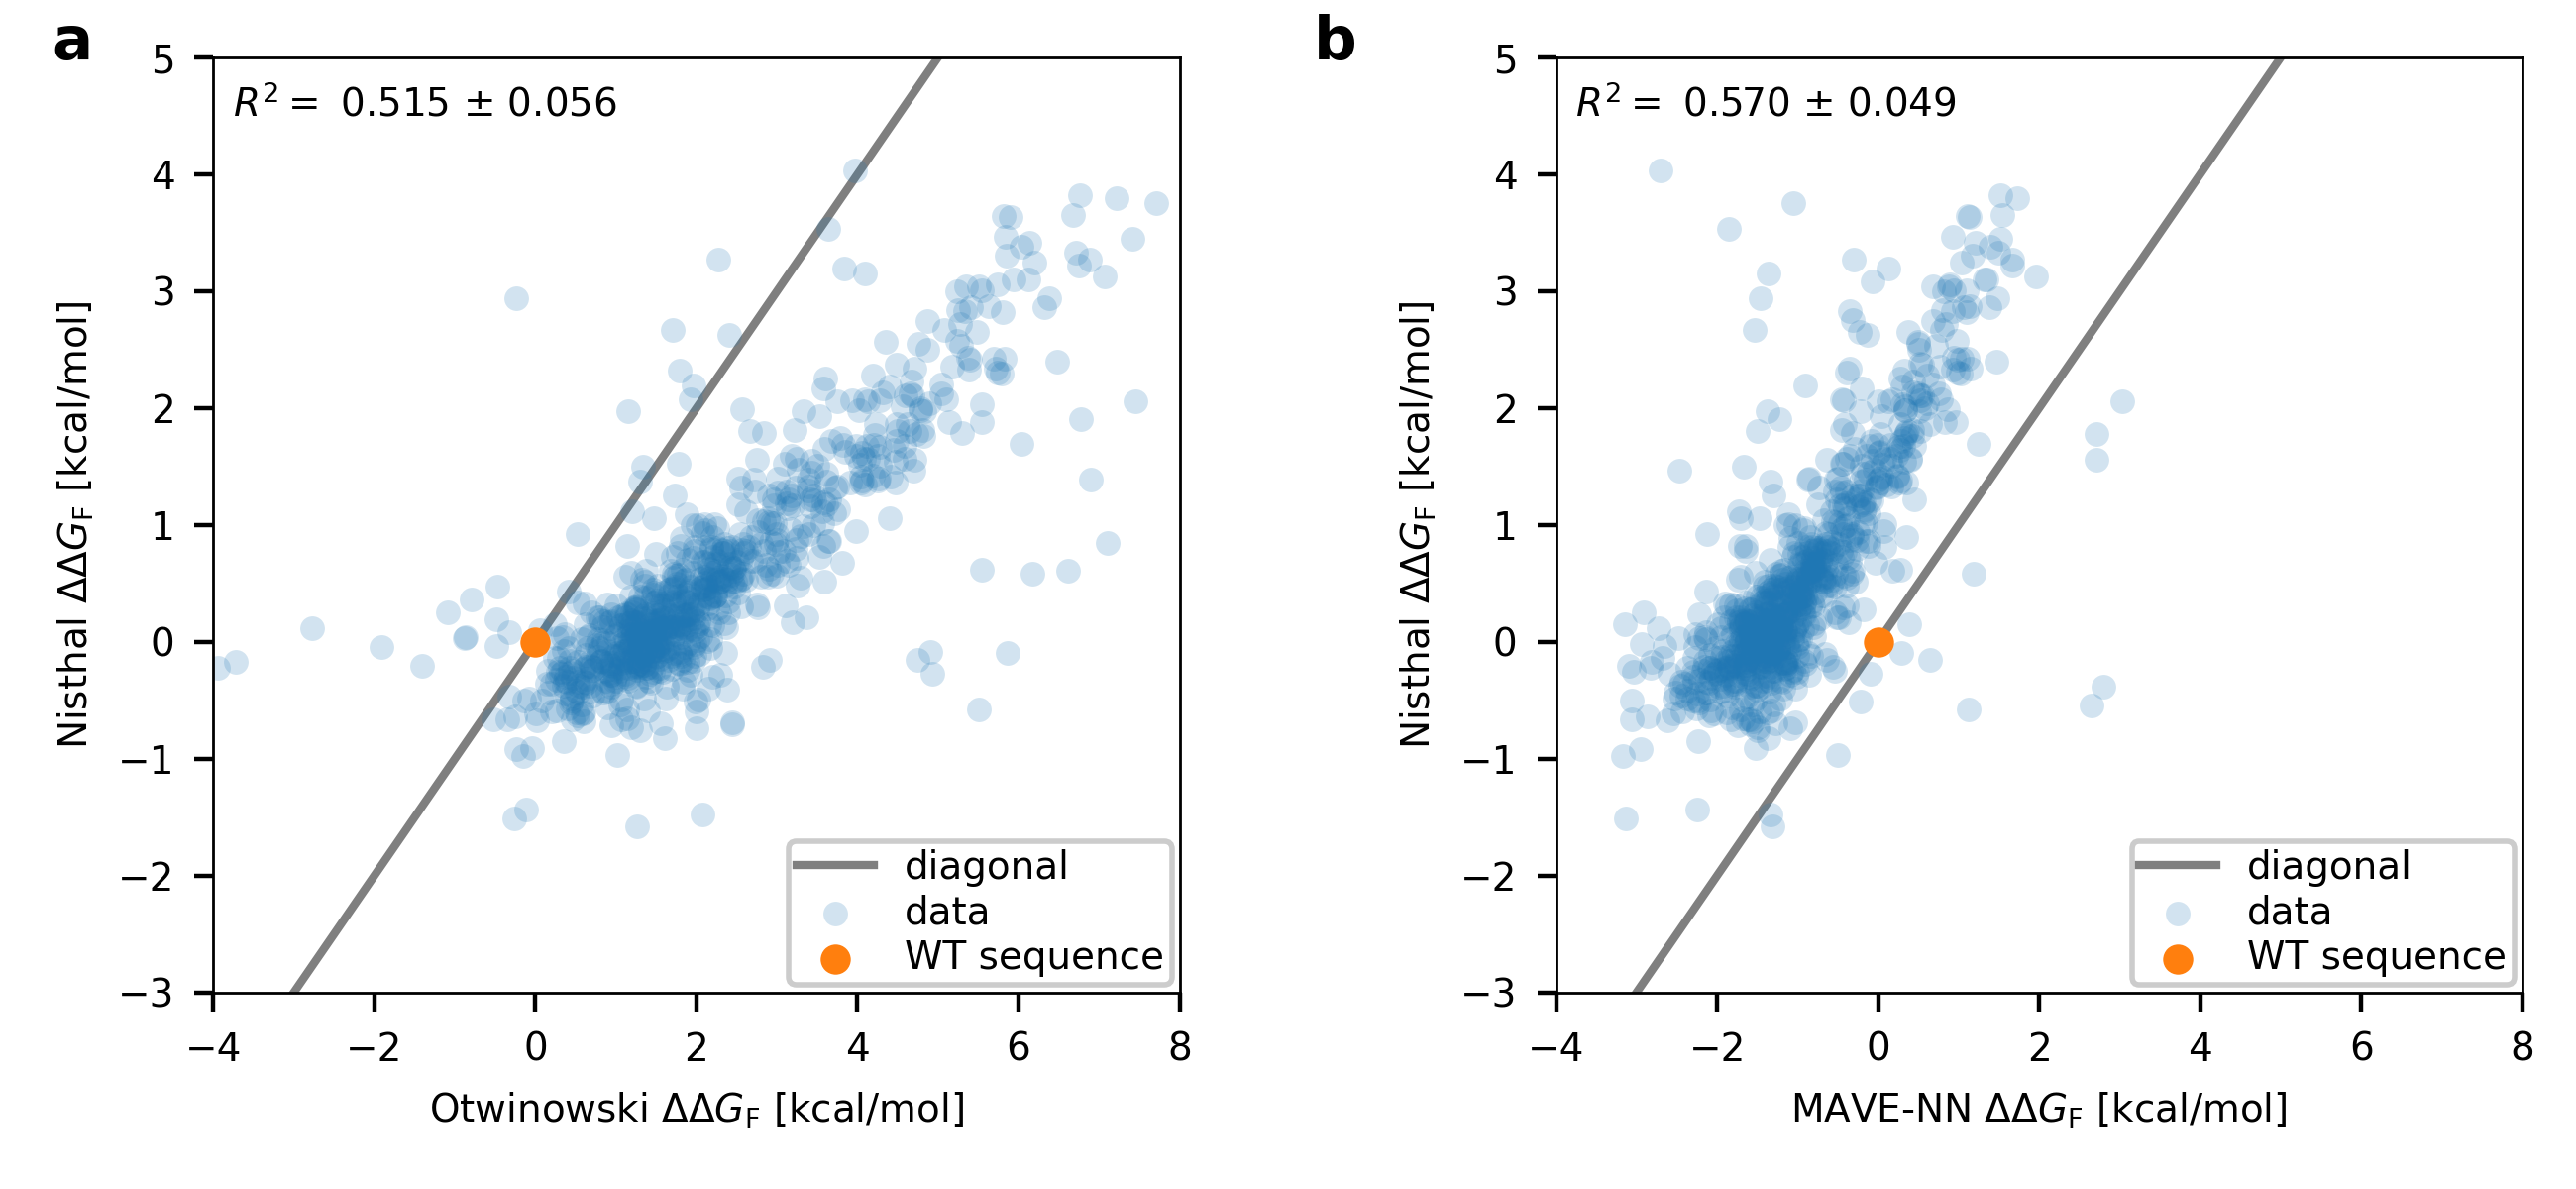 a
R² = 0.515 ± 0.056
5
4
3
2
1
0
−1
−2
−3
Nisthal ΔΔG_F [kcal/mol]
diagonal
data
WT sequence
−4 −2 0 2 4 6 8
Otwinowski ΔΔG_F [kcal/mol]
b
R² = 0.570 ± 0.049
5
4
3
2
1
0
−1
−2
−3
Nisthal ΔΔG_F [kcal/mol]
diagonal
data
WT sequence
−4 −2 0 2 4 6 8
MAVE-NN ΔΔG_F [kcal/mol]